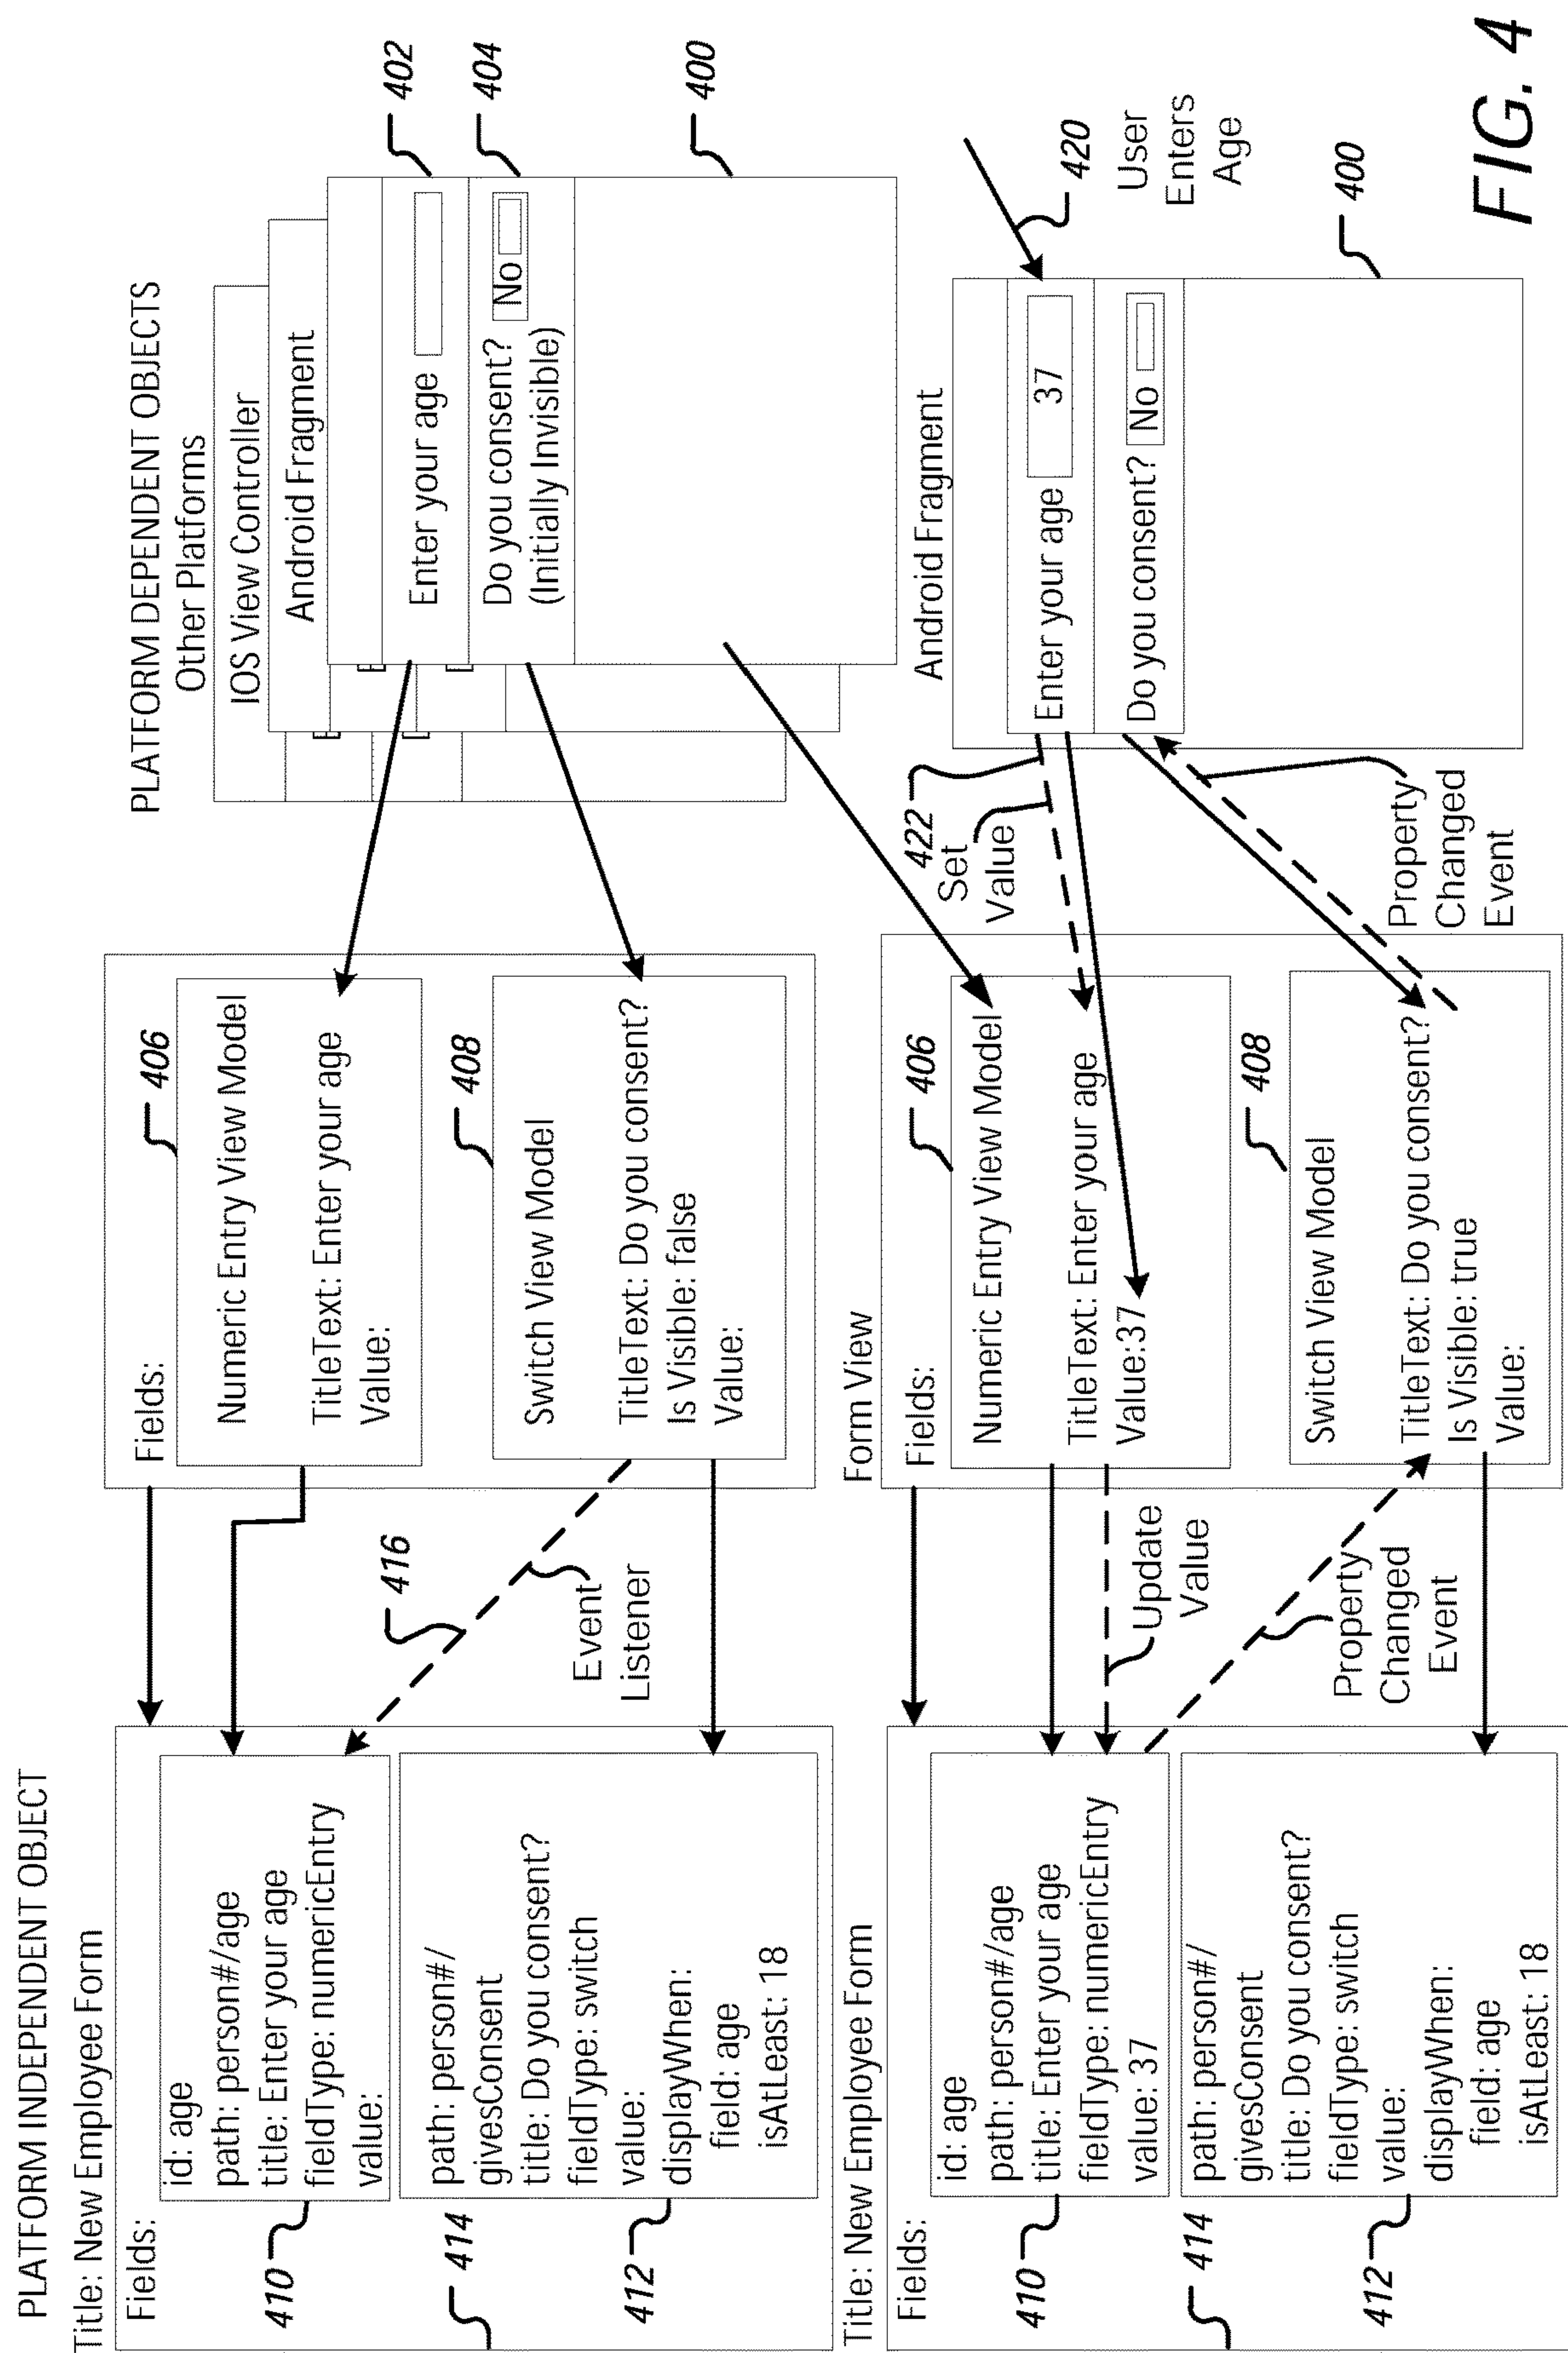 PLATFORM INDEPENDENT OBJECT
Title: New Employee Form
Fields:
id: age
path: person#/age
title: Enter your age
fieldType: numericEntry
value:
410
path: person#/
givesConsent
title: Do you consent?
fieldType: switch
value:
displayWhen:
field: age
isAtLeast: 18
414
412
416
Event
Listener
Fields:
406
Numeric Entry View Model
TitleText: Enter your age
Value:
408
Switch View Model
TitleText: Do you consent?
Is Visible: false
Value:
PLATFORM DEPENDENT OBJECTS
Other Platforms
IOS View Controller
Android Fragment
Enter your age
402
Do you consent? No
(Initially Invisible)
404
400
Title: New Employee Form
Fields:
id: age
path: person#/age
title: Enter your age
fieldType: numericEntry
value: 37
410
path: person#/
givesConsent
title: Do you consent?
fieldType: switch
value:
displayWhen:
field: age
isAtLeast: 18
414
412
Update
Value
Property
Changed
Event
Form View
Fields:
406
Numeric Entry View Model
TitleText: Enter your age
Value:37
408
Switch View Model
TitleText: Do you consent?
Is Visible: true
Value:
422
Set
Value
Property
Changed
Event
Android Fragment
Enter your age 37
Do you consent? No
420
User
Enters
Age
400
FIG. 4